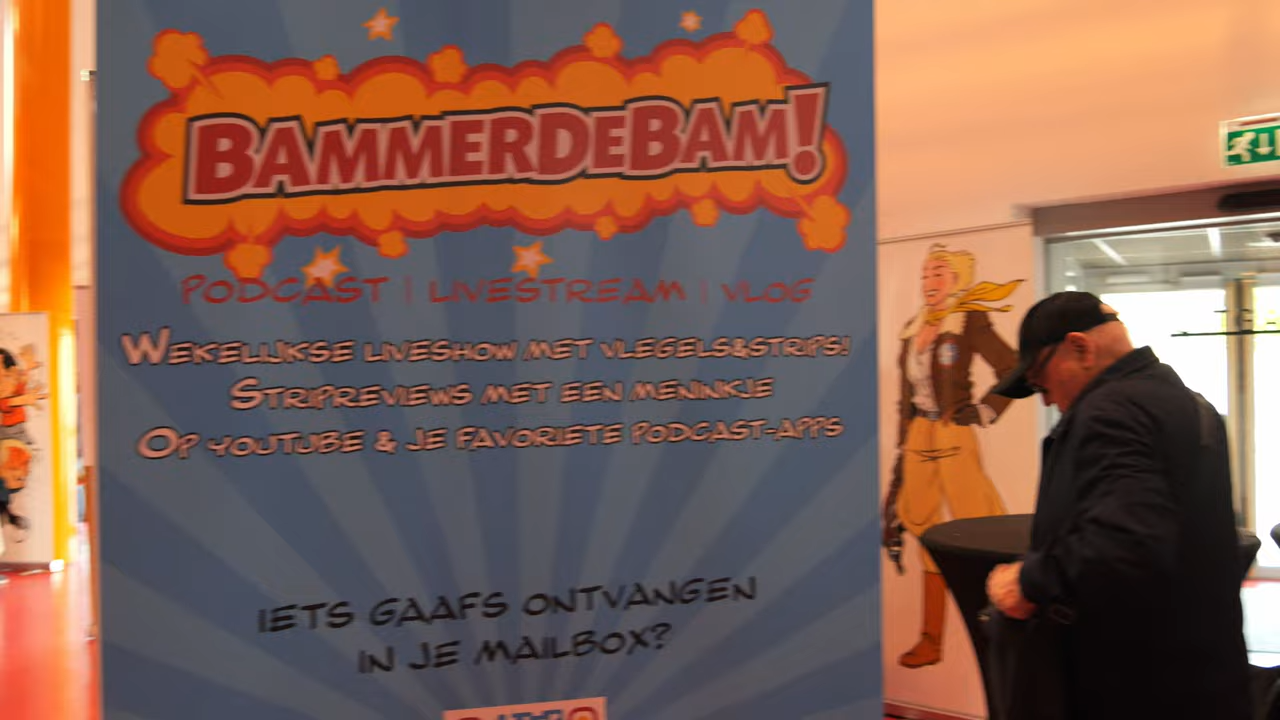 BAMMERDEBAM!
PODCAST | LIVESTREAM | VLOG
WEKELIJKSE LIVESHOW MET VLEGELS&STRIPS!
STRIPREVIEWS MET EEN MENINKJE
OP YOUTUBE & JE FAVORIETE PODCAST-APPS
IETS GAAFS ONTVANGEN
IN JE MAILBOX?